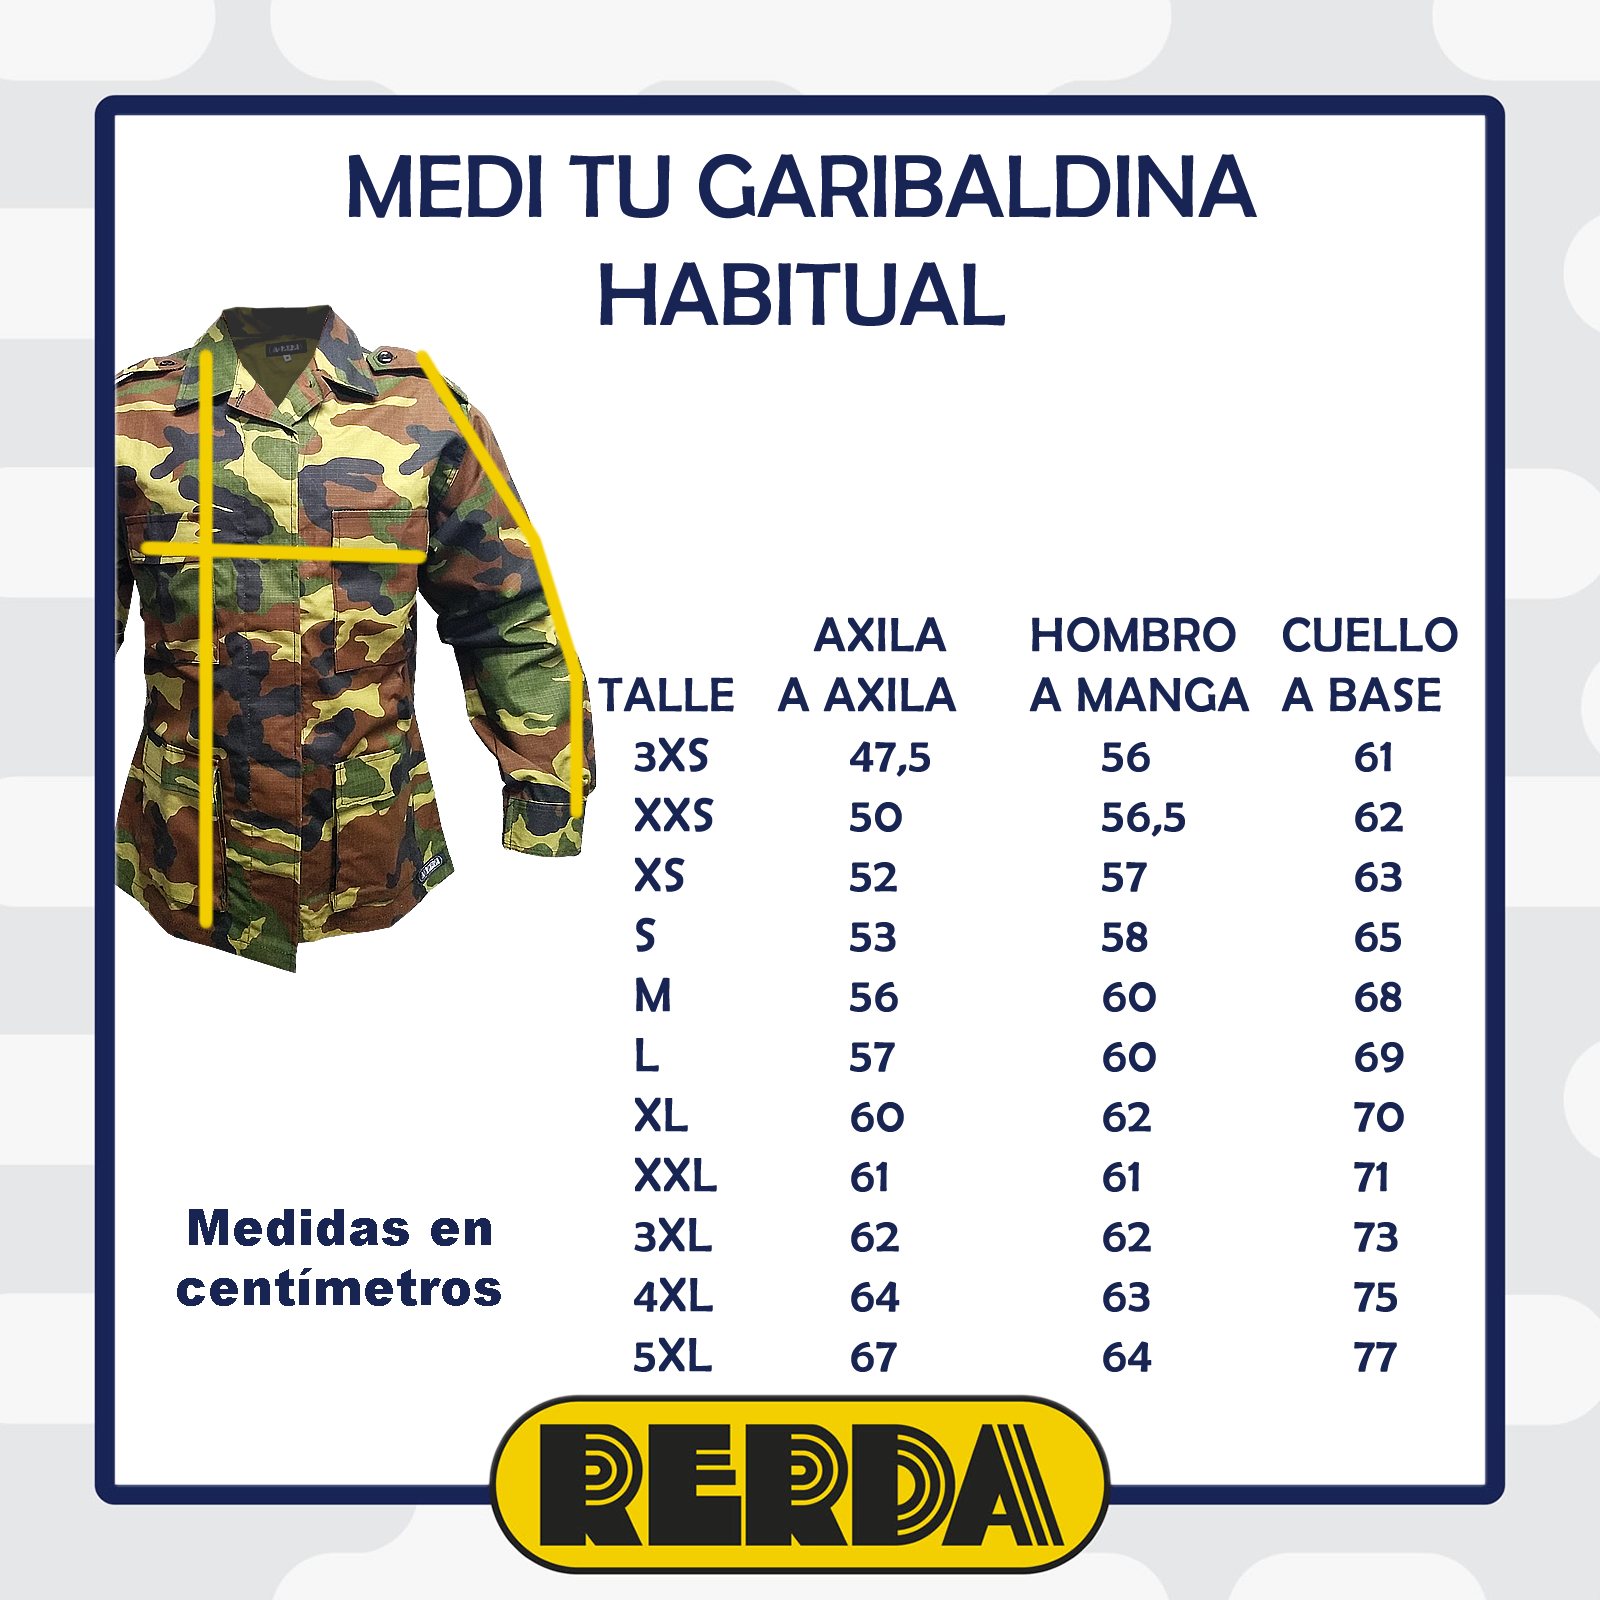 MEDI TU GARIBALDINA
HABITUAL
AXILA HOMBRO CUELLO
TALLE A AXILA A MANGA A BASE
3XS 47,5 56 61
XXS 50 56,5 62
XS 52 57 63
S 53 58 65
M 56 60 68
L 57 60 69
XL 60 62 70
XXL 61 61 71
3XL 62 62 73
4XL 64 63 75
5XL 67 64 77
Medidas en
centímetros
RERDA